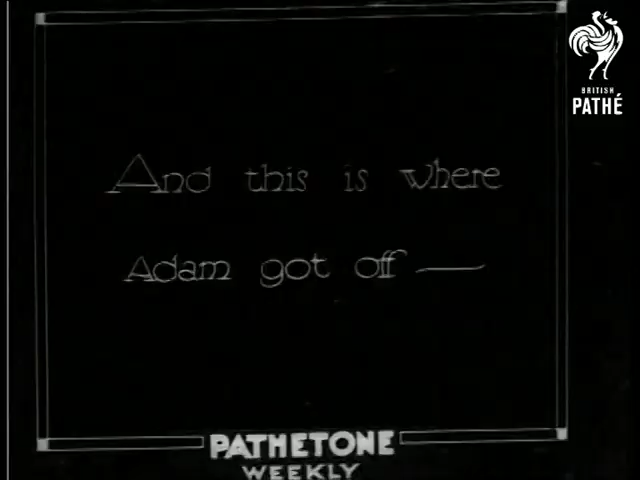 BRITISH
PATHÉ
And this is where
Adam got off —
PATHETONE
WEEKLY